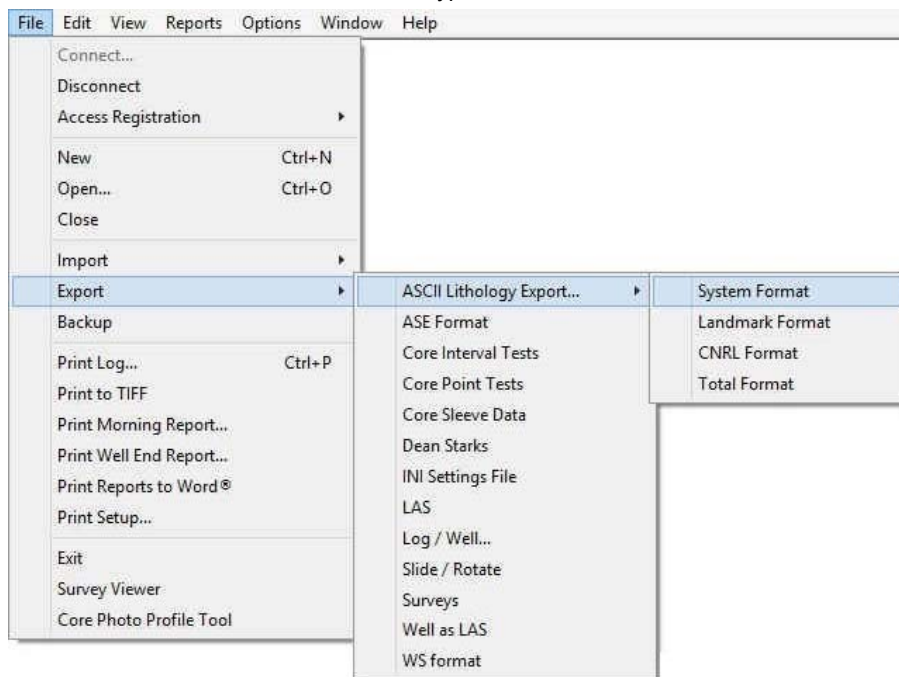 File Edit View Reports Options Window Help
Connect...
Disconnect
Access Registration
New Ctrl+N
Open... Ctrl+O
Close
Import
Export
Backup
Print Log... Ctrl+P
Print to TIFF
Print Morning Report...
Print Well End Report...
Print Reports to Word®
Print Setup...
Exit
Survey Viewer
Core Photo Profile Tool
ASCII Lithology Export...
ASE Format
Core Interval Tests
Core Point Tests
Core Sleeve Data
Dean Starks
INI Settings File
LAS
Log / Well...
Slide / Rotate
Surveys
Well as LAS
WS format
System Format
Landmark Format
CNRL Format
Total Format